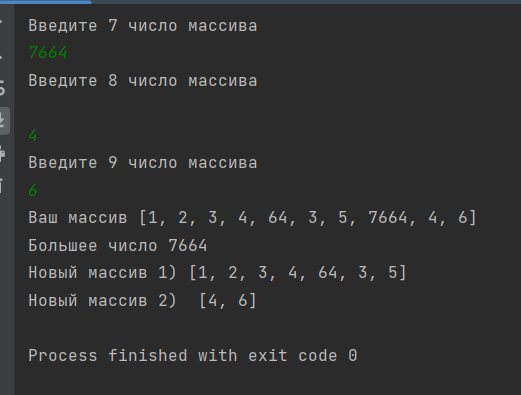 Введите 7 число массива
7664
Введите 8 число массива
4
Введите 9 число массива
6
Ваш массив [1, 2, 3, 4, 64, 3, 5, 7664, 4, 6]
Большее число 7664
Новый массив 1) [1, 2, 3, 4, 64, 3, 5]
Новый массив 2)  [4, 6]
Process finished with exit code 0